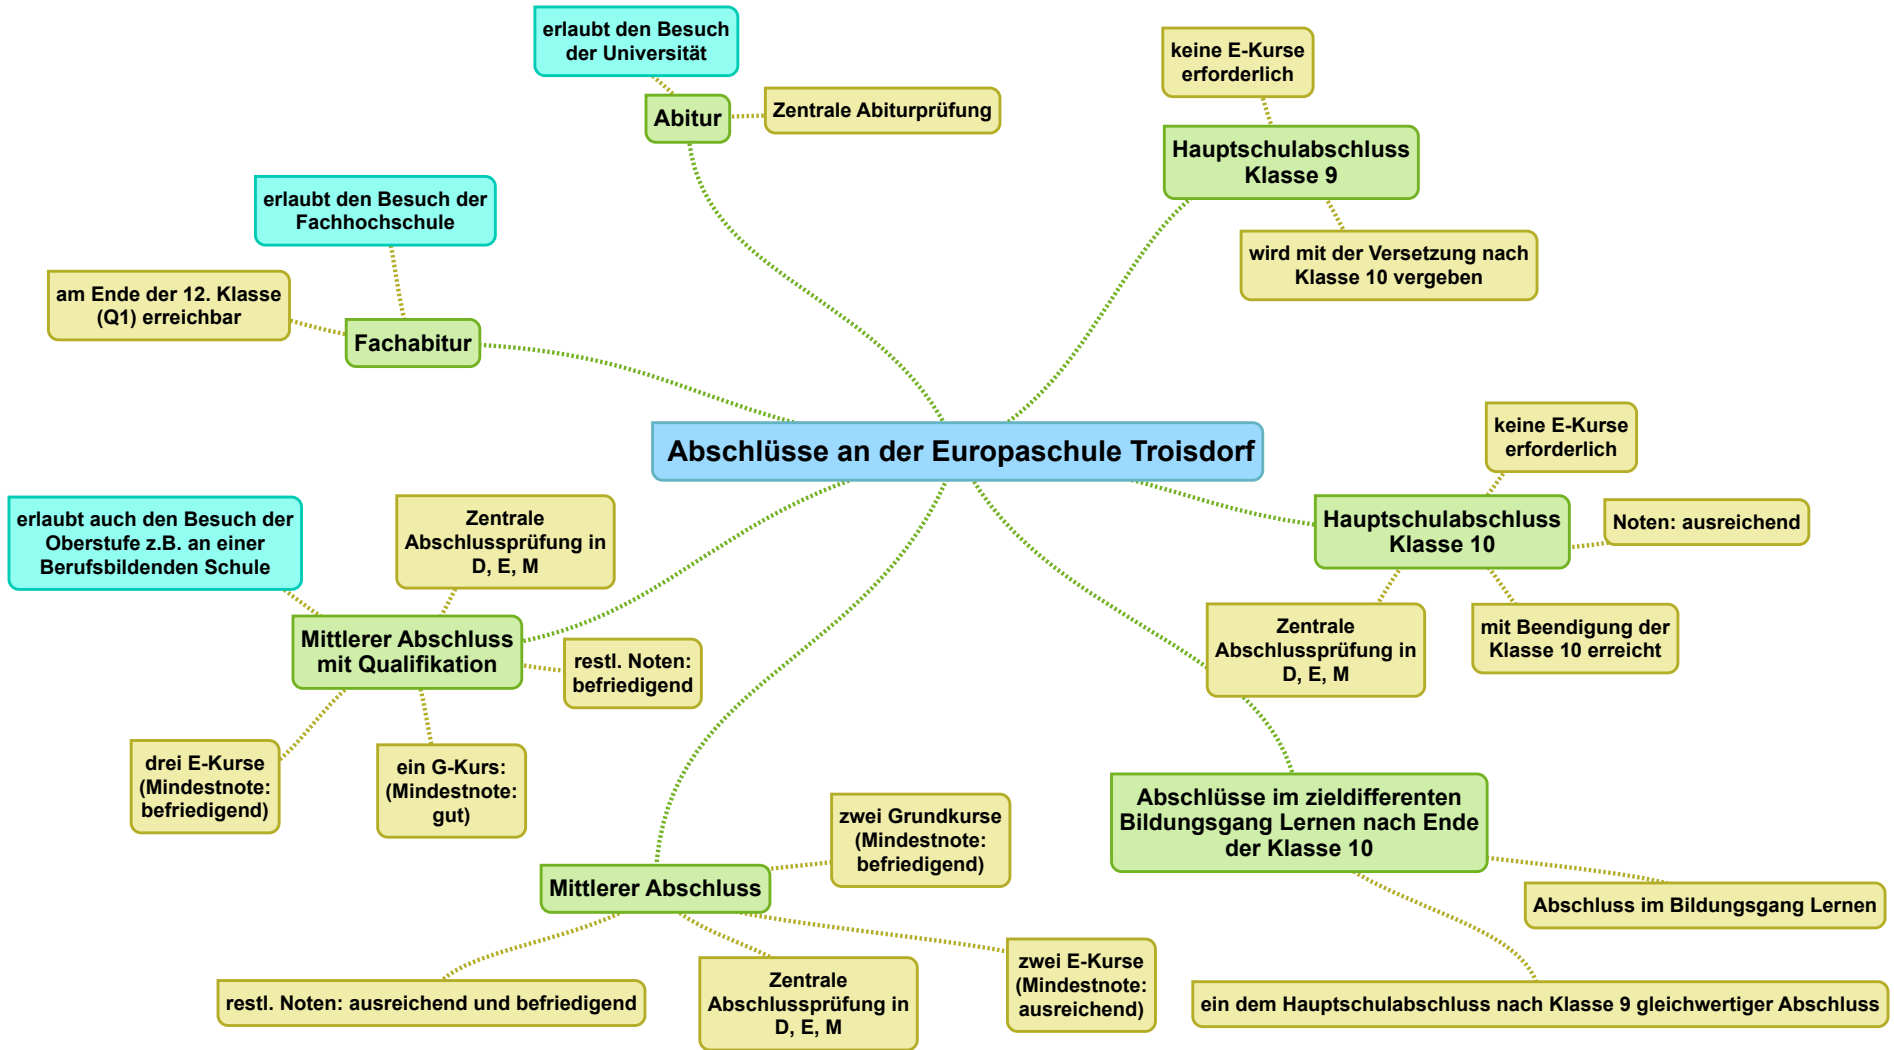 erlaubt den Besuch
der Universität
Abitur
Zentrale Abiturprüfung
keine E-Kurse
erforderlich
Hauptschulabschluss
Klasse 9
wird mit der Versetzung nach
Klasse 10 vergeben
erlaubt den Besuch der
Fachhochschule
am Ende der 12. Klasse
(Q1) erreichbar
Fachabitur
Abschlüsse an der Europaschule Troisdorf
keine E-Kurse
erforderlich
Hauptschulabschluss
Klasse 10
Noten: ausreichend
Zentrale
Abschlussprüfung in
D, E, M
mit Beendigung der
Klasse 10 erreicht
erlaubt auch den Besuch der
Oberstufe z.B. an einer
Berufsbildenden Schule
Zentrale
Abschlussprüfung in
D, E, M
Mittlerer Abschluss
mit Qualifikation
restl. Noten:
befriedigend
drei E-Kurse
(Mindestnote:
befriedigend)
ein G-Kurs:
(Mindestnote:
gut)
Abschlüsse im zieldifferenten
Bildungsgang Lernen nach Ende
der Klasse 10
Abschluss im Bildungsgang Lernen
ein dem Hauptschulabschluss nach Klasse 9 gleichwertiger Abschluss
zwei Grundkurse
(Mindestnote:
befriedigend)
Mittlerer Abschluss
restl. Noten: ausreichend und befriedigend
Zentrale
Abschlussprüfung in
D, E, M
zwei E-Kurse
(Mindestnote:
ausreichend)